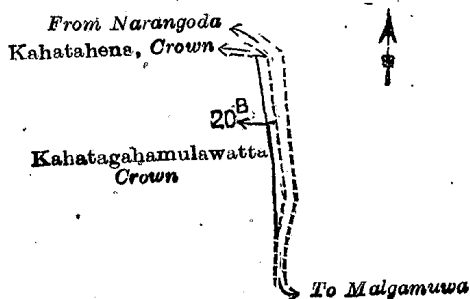 From Narangoda
Kahatahena, Crown
20B
Kahatagahamulawatta
Crown
To Malgamuwa